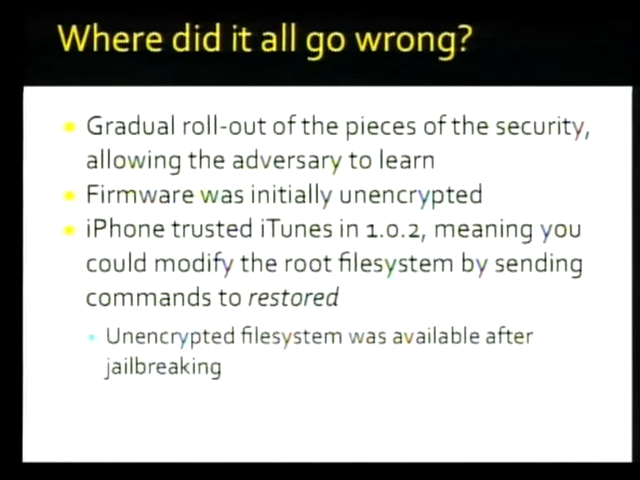 Where did it all go wrong?
Gradual roll-out of the pieces of the security,
allowing the adversary to learn
Firmware was initially unencrypted
iPhone trusted iTunes in 1.0.2, meaning you
could modify the root filesystem by sending
commands to restored
Unencrypted filesystem was available after
jailbreaking